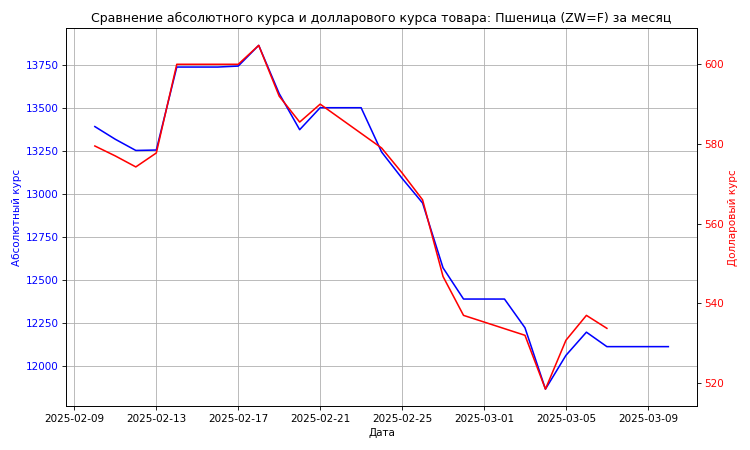 Сравнение абсолютного курса и долларового курса товара: Пшеница (ZW=F) за месяц
Абсолютный курс
13750
13500
13250
13000
12750
12500
12250
12000
600
580
560
540
520
Долларовый курс
2025-02-09 2025-02-13 2025-02-17 2025-02-21 2025-02-25 2025-03-01 2025-03-05 2025-03-09
Дата